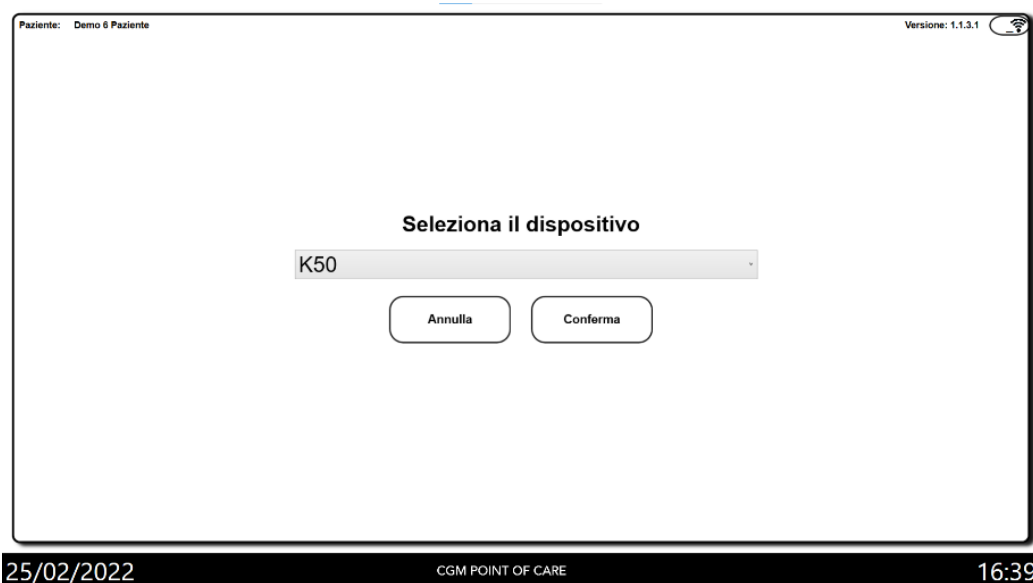 Paziente: Demo 6 Paziente
Versione: 1.1.3.1
Seleziona il dispositivo
K50
Annulla
Conferma
25/02/2022
CGM POINT OF CARE
16:39